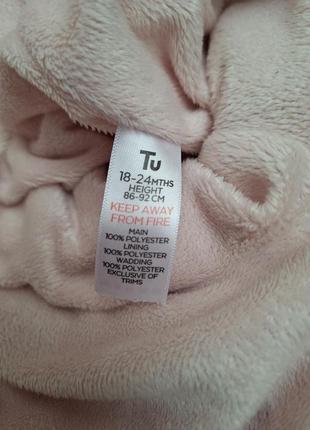 Tu
18-24MTHS
HEIGHT
86-92 CM
KEEP AWAY
FROM FIRE
MAIN
100% POLYESTER
LINING
100% POLYESTER
WADDING
100% POLYESTER
EXCLUSIVE OF
TRIMS